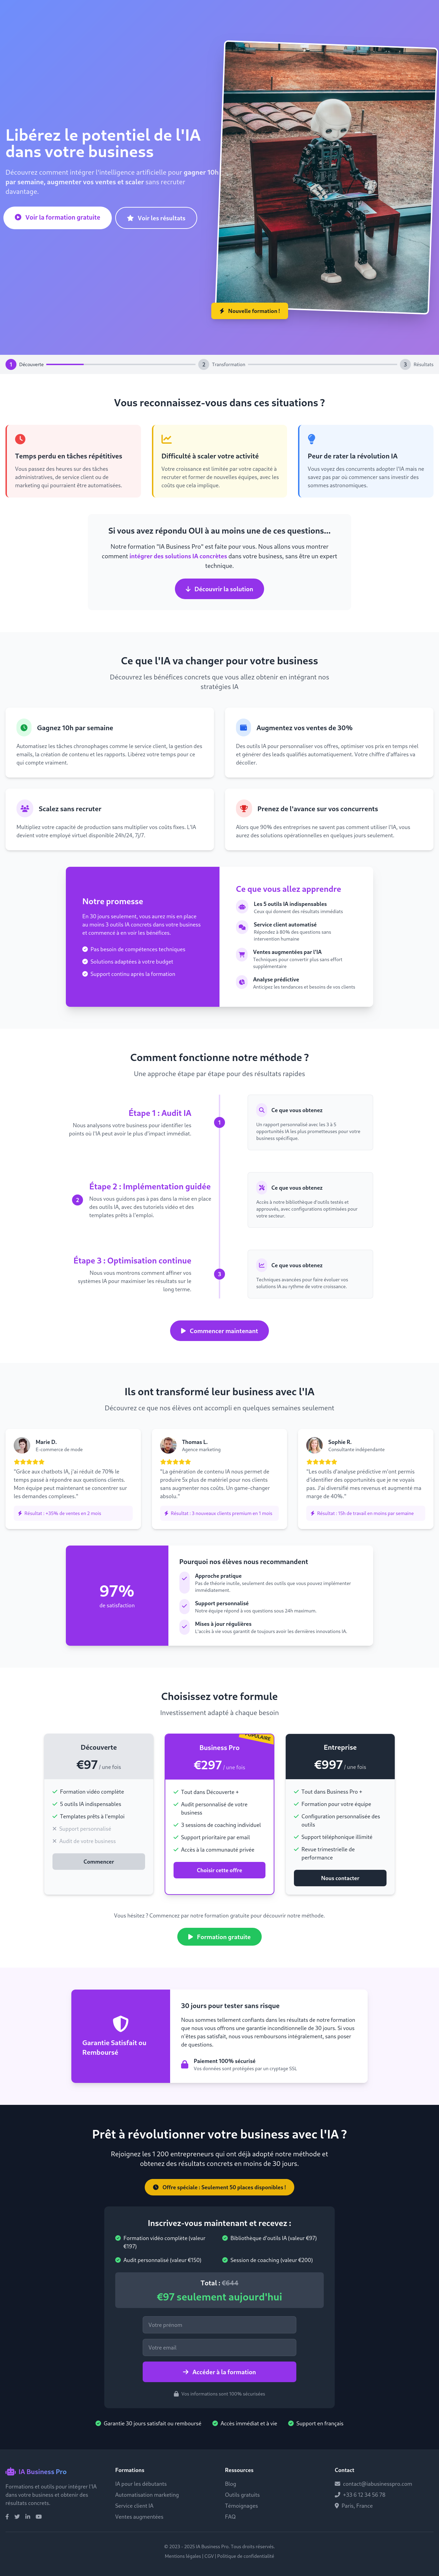 Libérez le potentiel de l'IA
dans votre business
Découvrez comment intégrer l'intelligence artificielle pour gagner 10h
par semaine, augmenter vos ventes et scaler sans recruter
davantage.
Voir la formation gratuite
Voir les résultats
Nouvelle formation !
1 Découverte
2 Transformation
3 Résultats
Vous reconnaissez-vous dans ces situations ?
Temps perdu en tâches répétitives
Vous passez des heures sur des tâches
administratives, de service client ou de
marketing qui pourraient être automatisées.
Difficulté à scaler votre activité
Votre croissance est limitée par votre capacité à
recruter et former de nouvelles équipes, avec les
coûts que cela implique.
Peur de rater la révolution IA
Vous voyez des concurrents adopter l'IA mais ne
savez pas par où commencer sans investir des
sommes astronomiques.
Si vous avez répondu OUI à au moins une de ces questions...
Notre formation "IA Business Pro" est faite pour vous. Nous allons vous montrer
comment intégrer des solutions IA concrètes dans votre business, sans être un expert
technique.
Découvrir la solution
Ce que l'IA va changer pour votre business
Découvrez les bénéfices concrets que vous allez obtenir en intégrant nos
stratégies IA
Gagnez 10h par semaine
Automatisez les tâches chronophages comme le service client, la gestion des
emails, la création de contenu et les rapports. Libérez votre temps pour ce
qui compte vraiment.
Augmentez vos ventes de 30%
Des outils IA pour personnaliser vos offres, optimiser vos prix en temps réel
et générer des leads qualifiés automatiquement. Votre chiffre d'affaires va
décoller.
Scalez sans recruter
Multipliez votre capacité de production sans multiplier vos coûts fixes. L'IA
devient votre employé virtuel disponible 24h/24, 7j/7.
Prenez de l'avance sur vos concurrents
Alors que 90% des entreprises ne savent pas comment utiliser l'IA, vous
aurez des solutions opérationnelles en quelques jours seulement.
Notre promesse
En 30 jours seulement, vous aurez mis en place
au moins 3 outils IA concrets dans votre business
et commencé à en voir les bénéfices.
Pas besoin de compétences techniques
Solutions adaptées à votre budget
Support continu après la formation
Ce que vous allez apprendre
Les 5 outils IA indispensables
Ceux qui donnent des résultats immédiats
Service client automatisé
Répondez à 80% des questions sans
intervention humaine
Ventes augmentées par l'IA
Techniques pour convertir plus sans effort
supplémentaire
Analyse prédictive
Anticipez les tendances et besoins de vos clients
Comment fonctionne notre méthode ?
Une approche étape par étape pour des résultats rapides
Étape 1 : Audit IA
Nous analysons votre business pour identifier les
points où l'IA peut avoir le plus d'impact immédiat.
1
Ce que vous obtenez
Un rapport personnalisé avec les 3 à 5
opportunités IA les plus prometteuses pour votre
business spécifique.
2
Étape 2 : Implémentation guidée
Nous vous guidons pas à pas dans la mise en place
des outils IA, avec des tutoriels vidéo et des
templates prêts à l'emploi.
Ce que vous obtenez
Accès à notre bibliothèque d'outils testés et
approuvés, avec configurations optimisées pour
votre secteur.
Étape 3 : Optimisation continue
Nous vous montrons comment affiner vos
systèmes IA pour maximiser les résultats sur le
long terme.
3
Ce que vous obtenez
Techniques avancées pour faire évoluer vos
solutions IA au rythme de votre croissance.
Commencer maintenant
Ils ont transformé leur business avec l'IA
Découvrez ce que nos élèves ont accompli en quelques semaines seulement
Marie D.
E-commerce de mode
"Grâce aux chatbots IA, j'ai réduit de 70% le
temps passé à répondre aux questions clients.
Mon équipe peut maintenant se concentrer sur
les demandes complexes."
Résultat : +35% de ventes en 2 mois
Thomas L.
Agence marketing
"La génération de contenu IA nous permet de
produire 5x plus de matériel pour nos clients
sans augmenter nos coûts. Un game-changer
absolu."
Résultat : 3 nouveaux clients premium en 1 mois
Sophie R.
Consultante indépendante
"Les outils d'analyse prédictive m'ont permis
d'identifier des opportunités que je ne voyais
pas. J'ai diversifié mes revenus et augmenté ma
marge de 40%."
Résultat : 15h de travail en moins par semaine
97%
de satisfaction
Pourquoi nos élèves nous recommandent
Approche pratique
Pas de théorie inutile, seulement des outils que vous pouvez implémenter
immédiatement.
Support personnalisé
Notre équipe répond à vos questions sous 24h maximum.
Mises à jour régulières
L'accès à vie vous garantit de toujours avoir les dernières innovations IA.
Choisissez votre formule
Investissement adapté à chaque besoin
Découverte
€97 / une fois
Formation vidéo complète
5 outils IA indispensables
Templates prêts à l'emploi
Support personnalisé
Audit de votre business
Commencer
POPULAIRE
Business Pro
€297 / une fois
Tout dans Découverte +
Audit personnalisé de votre
business
3 sessions de coaching individuel
Support prioritaire par email
Accès à la communauté privée
Choisir cette offre
Entreprise
€997 / une fois
Tout dans Business Pro +
Formation pour votre équipe
Configuration personnalisée des
outils
Support téléphonique illimité
Revue trimestrielle de
performance
Nous contacter
Vous hésitez ? Commencez par notre formation gratuite pour découvrir notre méthode.
Formation gratuite
Garantie Satisfait ou
Remboursé
30 jours pour tester sans risque
Nous sommes tellement confiants dans les résultats de notre formation
que nous vous offrons une garantie inconditionnelle de 30 jours. Si vous
n'êtes pas satisfait, nous vous remboursons intégralement, sans poser
de questions.
Paiement 100% sécurisé
Vos données sont protégées par un cryptage SSL
Prêt à révolutionner votre business avec l'IA ?
Rejoignez les 1 200 entrepreneurs qui ont déjà adopté notre méthode et
obtenez des résultats concrets en moins de 30 jours.
Offre spéciale : Seulement 50 places disponibles !
Inscrivez-vous maintenant et recevez :
Formation vidéo complète (valeur
€197)
Bibliothèque d'outils IA (valeur €97)
Audit personnalisé (valeur €150)
Session de coaching (valeur €200)
Total : €644
€97 seulement aujourd'hui
Votre prénom
Votre email
Accéder à la formation
Vos informations sont 100% sécurisées
Garantie 30 jours satisfait ou remboursé
Accès immédiat et à vie
Support en français
IA Business Pro
Formations et outils pour intégrer l'IA
dans votre business et obtenir des
résultats concrets.
Formations
IA pour les débutants
Automatisation marketing
Service client IA
Ventes augmentées
Ressources
Blog
Outils gratuits
Témoignages
FAQ
Contact
contact@iabusinesspro.com
+33 6 12 34 56 78
Paris, France
© 2023 - 2025 IA Business Pro. Tous droits réservés.
Mentions légales | CGV | Politique de confidentialité